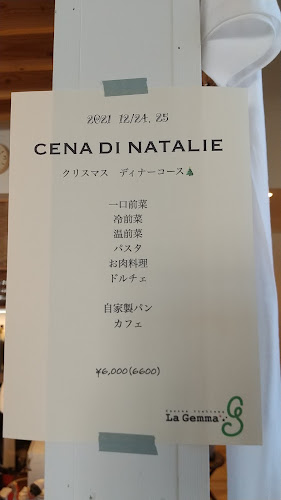 2021 12/24, 25
CENA DI NATALIE
クリスマス ディナーコース🎄
一口前菜
冷前菜
温前菜
パスタ
お肉料理
ドルチェ
自家製パン
カフェ
¥6,000(6600)
La Gemma